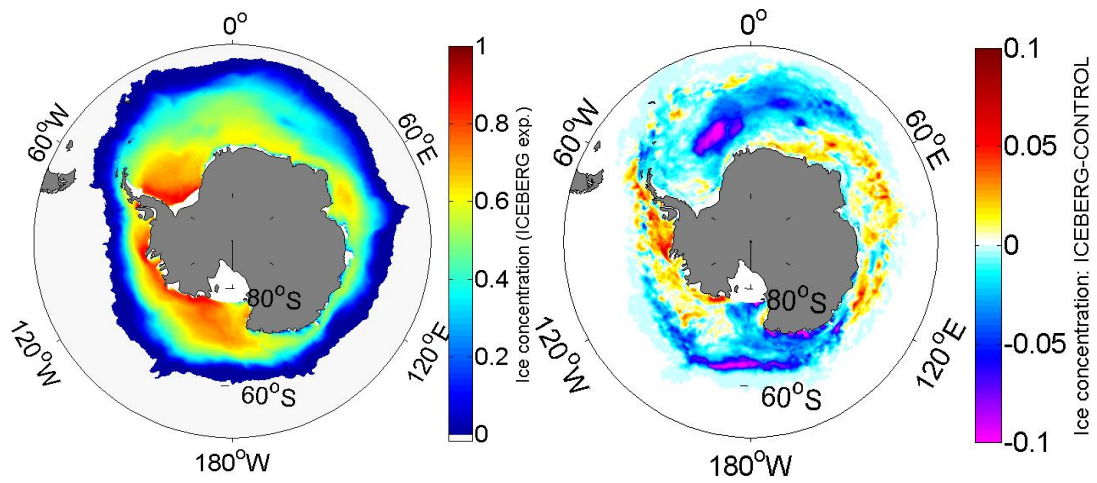 0°
60°W
60°E
120°W
120°E
180°W
80°S
60°S
1
0.8
0.6
0.4
0.2
0
Ice concentration (ICEBERG exp.)
0°
60°W
60°E
120°W
120°E
180°W
80°S
60°S
0.1
0.05
0
-0.05
-0.1
Ice concentration: ICEBERG-CONTROL